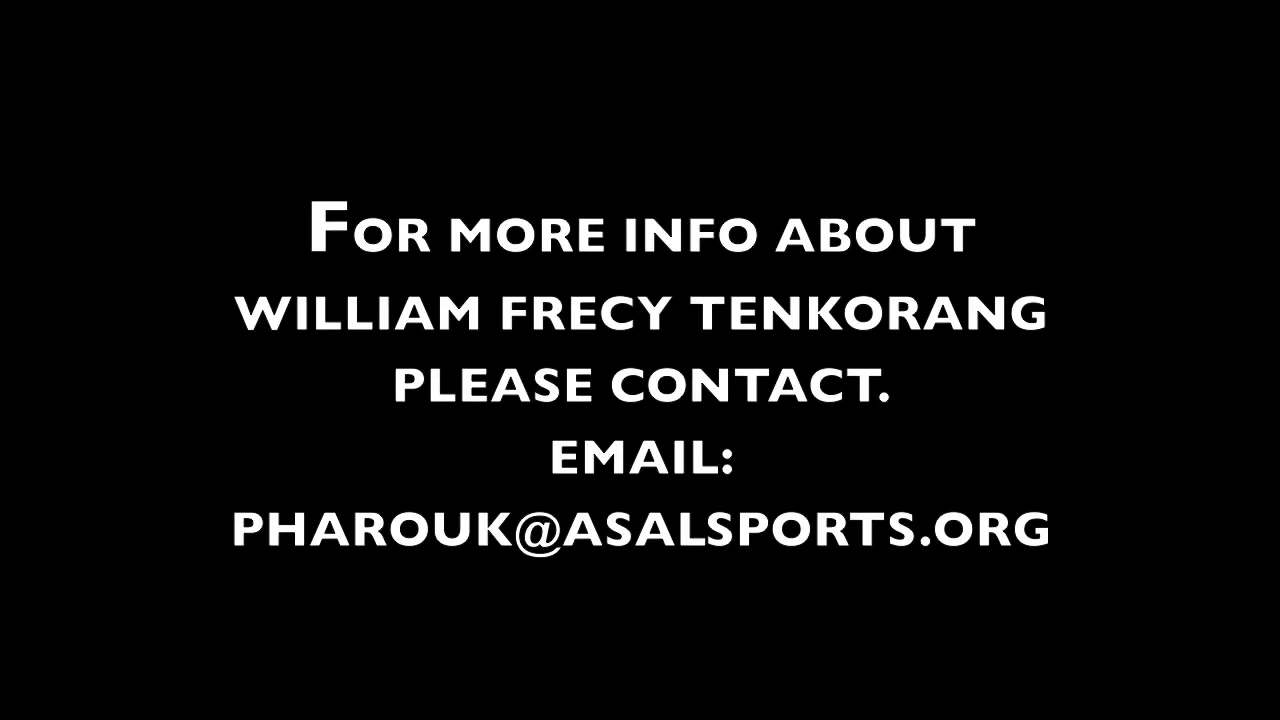 For more info about
william frecy tenkorang
please contact.
email:
pharouk@asalsports.org